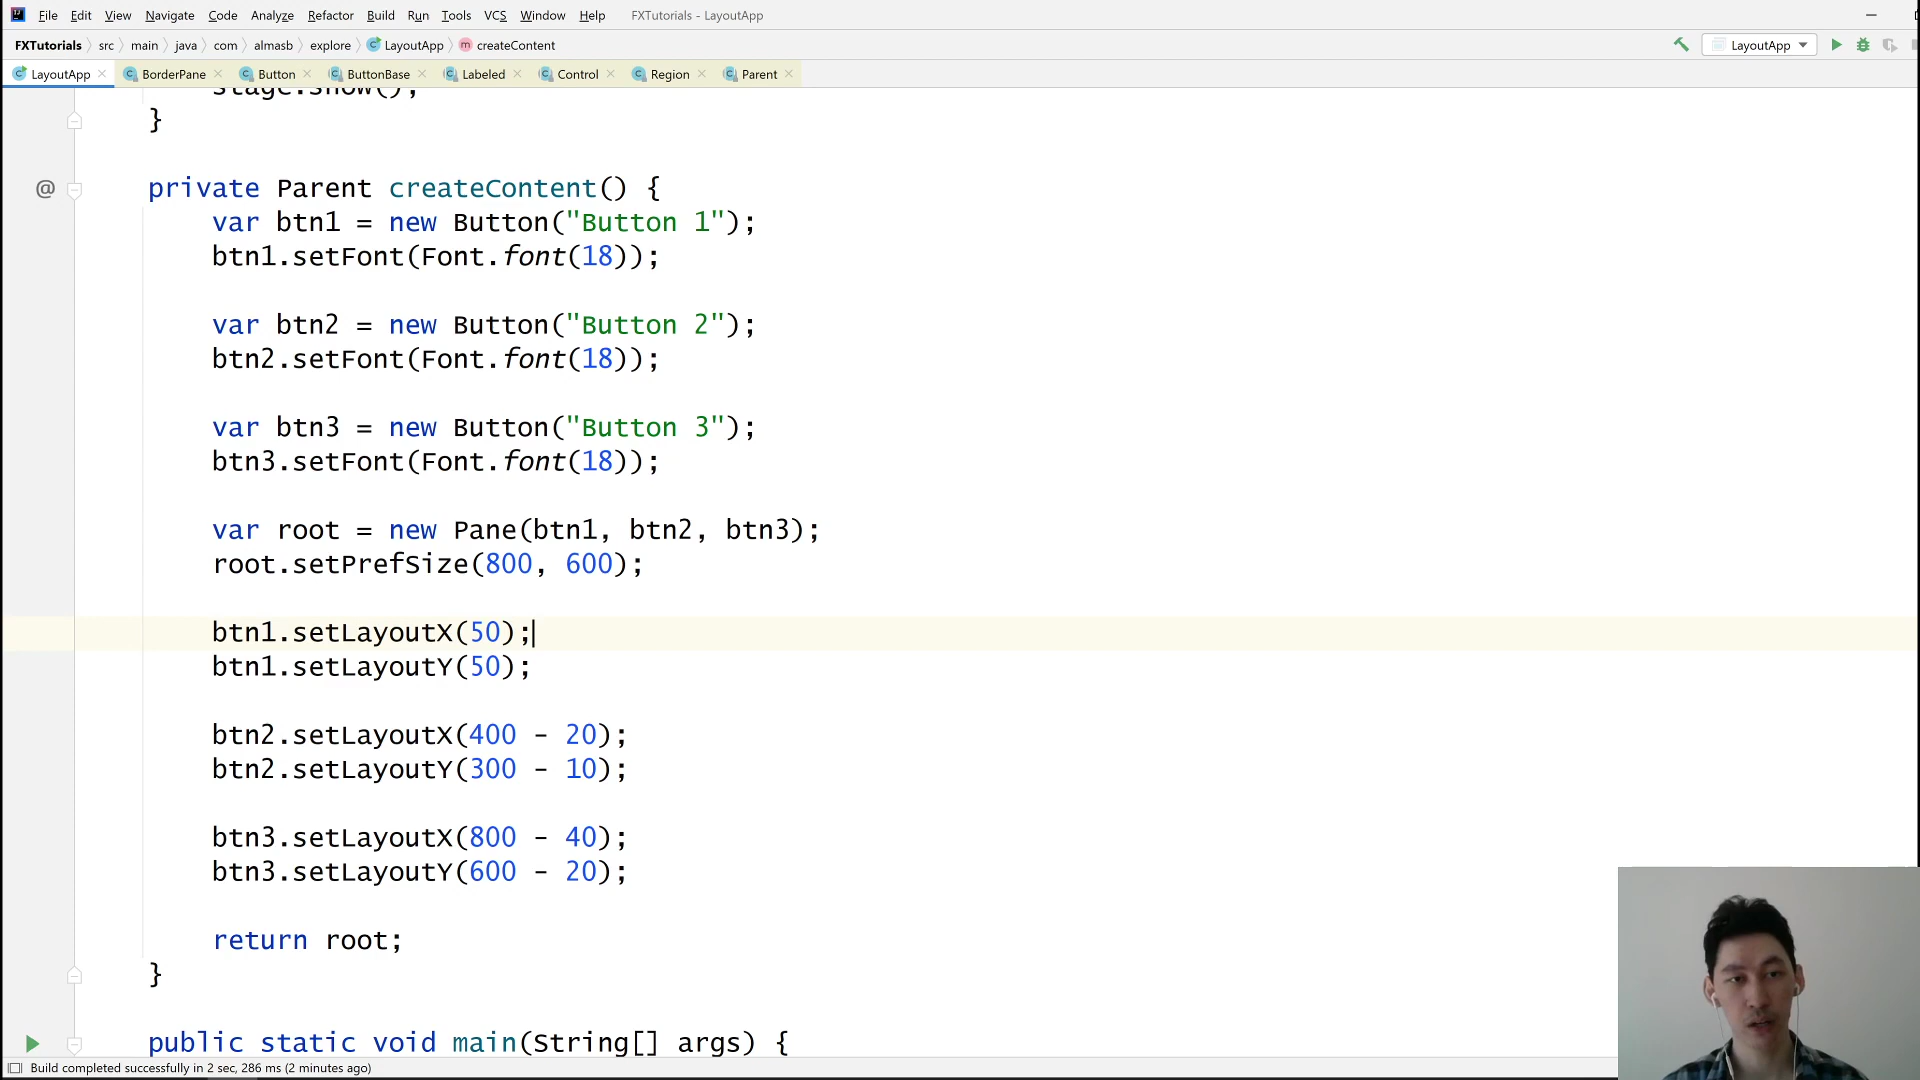 File Edit View Navigate Code Analyze Refactor Build Run Tools VCS Window Help FXTutorials - LayoutApp
FXTutorials src main java com almasb explore LayoutApp m createContent LayoutApp
LayoutApp BorderPane Button ButtonBase Labeled Control Region Parent
stage.show();
}
@ private Parent createContent() {
var btn1 = new Button("Button 1");
btn1.setFont(Font.font(18));
var btn2 = new Button("Button 2");
btn2.setFont(Font.font(18));
var btn3 = new Button("Button 3");
btn3.setFont(Font.font(18));
var root = new Pane(btn1, btn2, btn3);
root.setPrefSize(800, 600);
btn1.setLayoutX(50);
btn1.setLayoutY(50);
btn2.setLayoutX(400 - 20);
btn2.setLayoutY(300 - 10);
btn3.setLayoutX(800 - 40);
btn3.setLayoutY(600 - 20);
return root;
}
public static void main(String[] args) {
Build completed successfully in 2 sec, 286 ms (2 minutes ago)